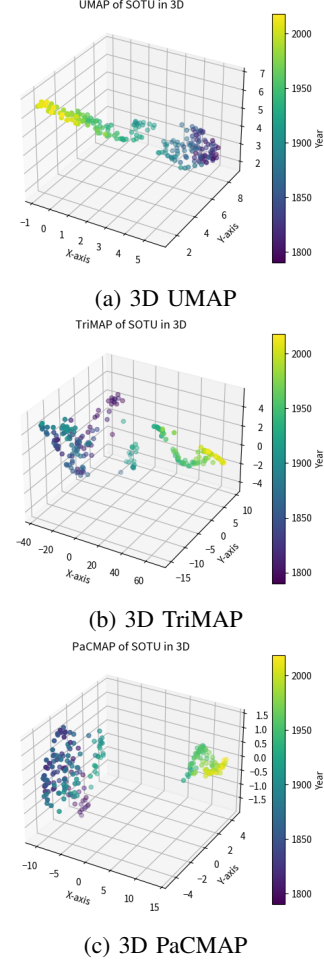 UMAP of SOTU in 3D
7
6
5
4
3
2
8
6
4
2
Y-axis
−1 0 1 2 3 4 5
X-axis
2000
1950
1900
1850
1800
Year
(a) 3D UMAP
TriMAP of SOTU in 3D
4
2
0
−2
−4
10
5
0
−5
−10
−15
Y-axis
−40 −20 0 20 40 60
X-axis
2000
1950
1900
1850
1800
Year
(b) 3D TriMAP
PaCMAP of SOTU in 3D
1.5
1.0
0.5
0.0
−0.5
−1.0
−1.5
4
2
0
−2
−4
Y-axis
−10 −5 0 5 10 15
X-axis
2000
1950
1900
1850
1800
Year
(c) 3D PaCMAP